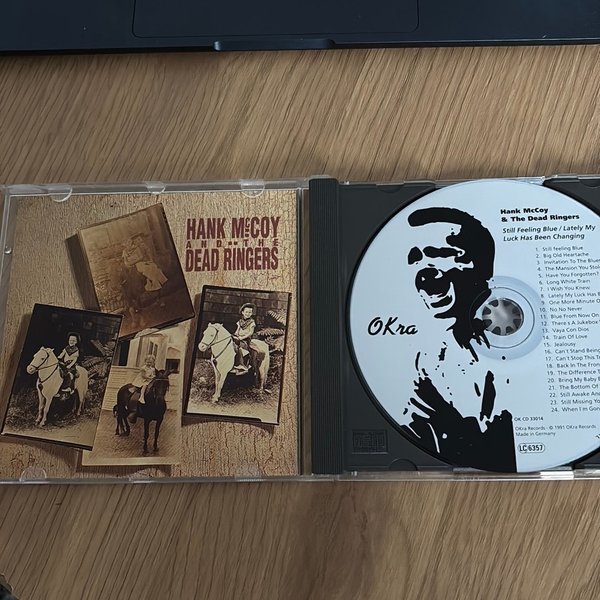 HANK McCOY
AND THE
DEAD RINGERS
OKra
Hank McCoy
& The Dead Ringers
Still Feeling Blue / Lately My
Luck Has Been Changing
1. Still feeling Blue
2. Big Old Heartache
3. Invitation To The Blues
4. The Mansion You Stole
5. Have You Forgotten?
6. Long White Train
7. I Wish You Knew
8. Lately My Luck Has B
9. One More Minute O
10. No No Never
11. Blue From Now On
12. There's A Jukebox
13. Vaya Con Dios
14. Train Of Love
15. Jealousy
16. Can't Stand Being
17. Can't Stop This T
18. Back In The Fron
19. The Difference
20. Bring My Baby
21. The Bottom Of
22. Still Awake And
23. Still Missing Yo
24. When I'm Gon
OK CD 33014
OKra Records · © 1991 OKra Records
Made in Germany
LC 6357